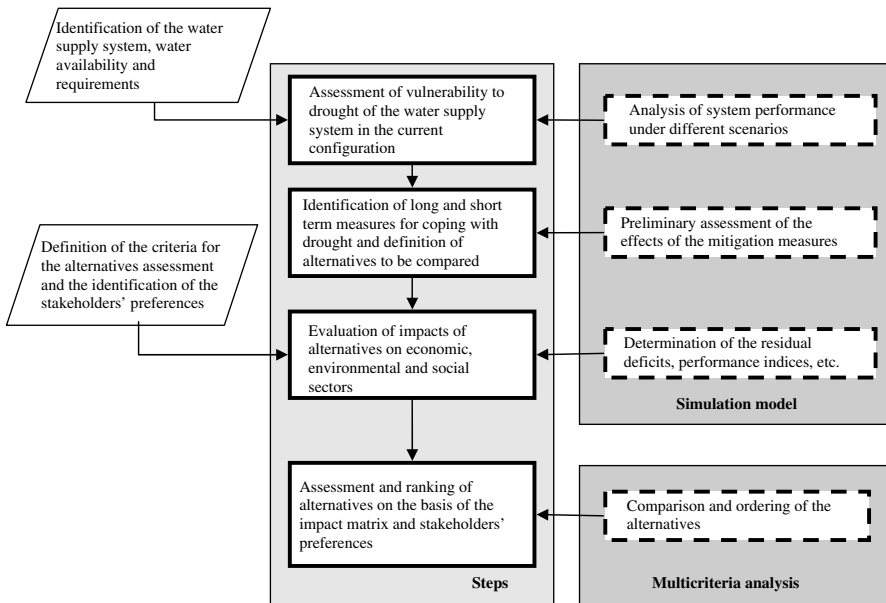 Identification of the water
supply system, water
availability and
requirements
Assessment of vulnerability to
drought of the water supply
system in the current
configuration
Analysis of system performance
under different scenarios
Identification of long and short
term measures for coping with
drought and definition of
alternatives to be compared
Preliminary assessment of the
effects of the mitigation measures
Definition of the criteria for
the alternatives assessment
and the identification of the
stakeholders’ preferences
Evaluation of impacts of
alternatives on economic,
environmental and social
sectors
Determination of the residual
deficits, performance indices, etc.
Simulation model
Assessment and ranking of
alternatives on the basis of the
impact matrix and stakeholders’
preferences
Comparison and ordering of the
alternatives
Steps
Multicriteria analysis